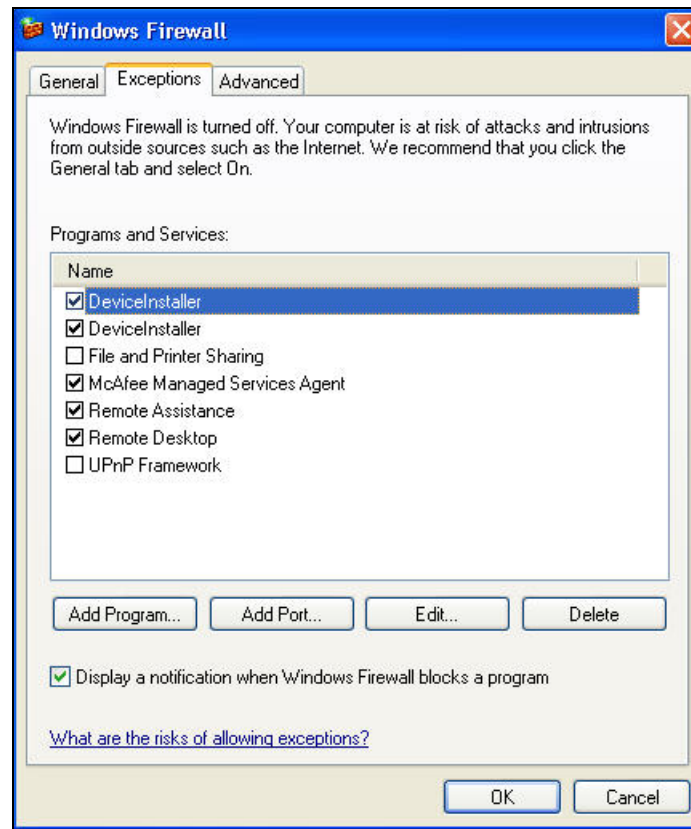 Windows Firewall
General Exceptions Advanced
Windows Firewall is turned off. Your computer is at risk of attacks and intrusions
from outside sources such as the Internet. We recommend that you click the
General tab and select On.
Programs and Services:
Name
DeviceInstaller
DeviceInstaller
File and Printer Sharing
McAfee Managed Services Agent
Remote Assistance
Remote Desktop
UPnP Framework
Add Program... Add Port... Edit... Delete
Display a notification when Windows Firewall blocks a program
What are the risks of allowing exceptions?
OK Cancel